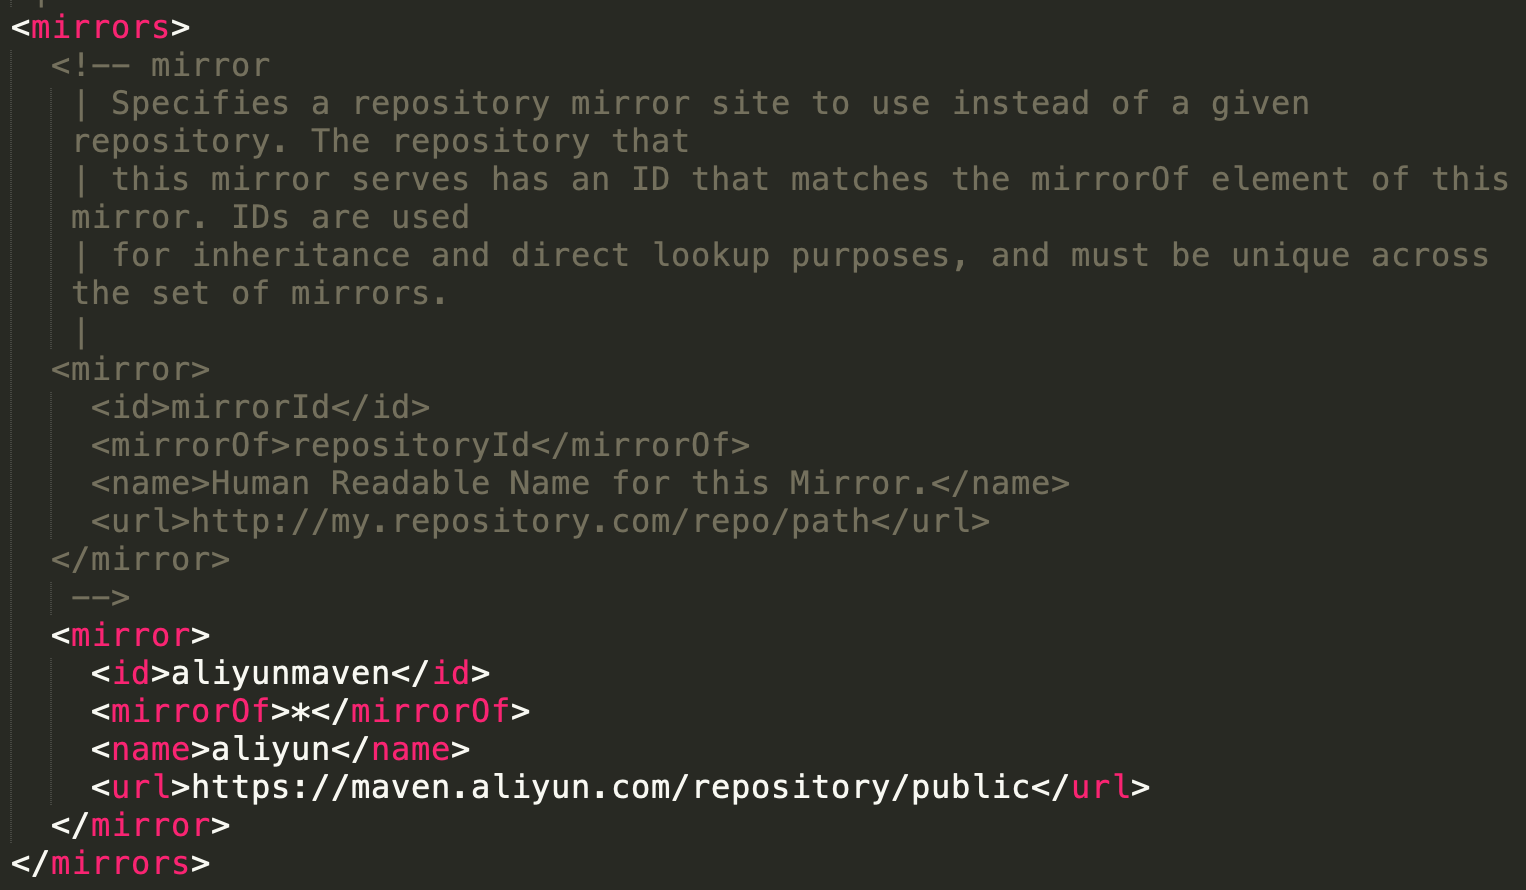 <mirrors>
<!-- mirror
| Specifies a repository mirror site to use instead of a given
repository. The repository that
| this mirror serves has an ID that matches the mirrorOf element of this
mirror. IDs are used
| for inheritance and direct lookup purposes, and must be unique across
the set of mirrors.
|
<mirror>
<id>mirrorId</id>
<mirrorOf>repositoryId</mirrorOf>
<name>Human Readable Name for this Mirror.</name>
<url>http://my.repository.com/repo/path</url>
</mirror>
-->
<mirror>
<id>aliyunmaven</id>
<mirrorOf>*</mirrorOf>
<name>aliyun</name>
<url>https://maven.aliyun.com/repository/public</url>
</mirror>
</mirrors>